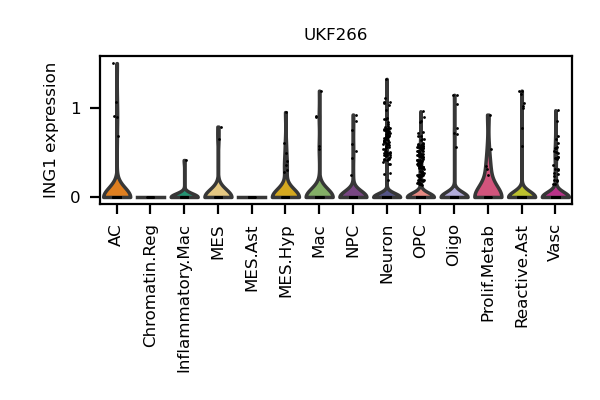 UKF266
ING1 expression
1
0
AC
Chromatin.Reg
Inflammatory.Mac
MES
MES.Ast
MES.Hyp
Mac
NPC
Neuron
OPC
Oligo
Prolif.Metab
Reactive.Ast
Vasc